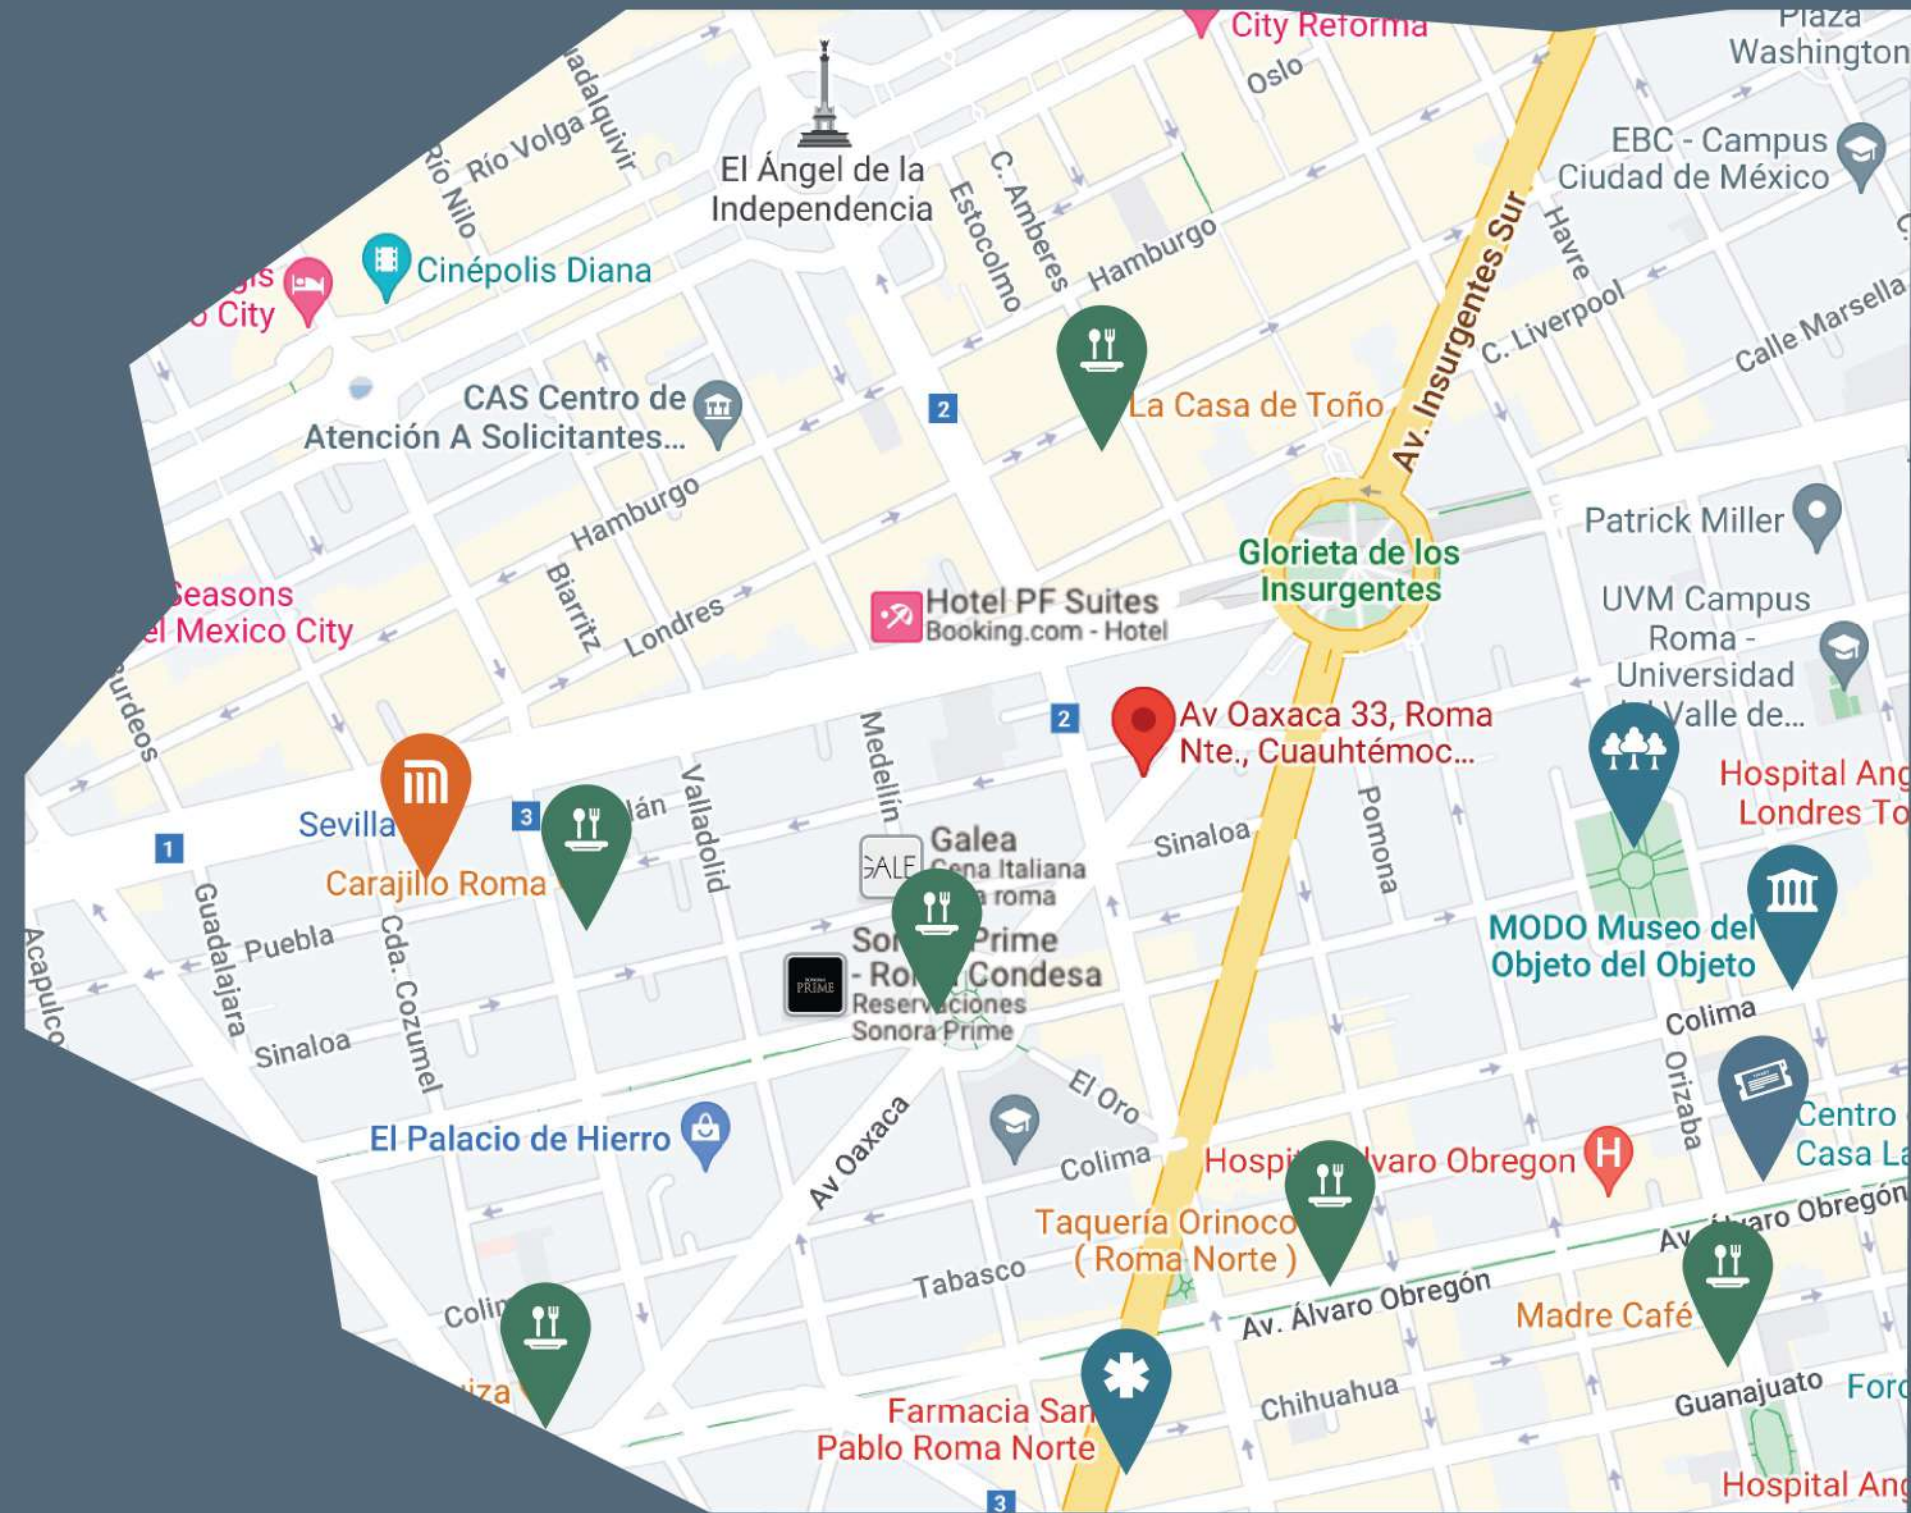 City Reforma
Plaza
Washington
Oslo
Río Volga
Río Nilo
El Ángel de la
Independencia
EBC - Campus
Ciudad de México
C. Amberes
Estocolmo
Hamburgo
Havre
Av. Insurgentes Sur
Cinépolis Diana
City
C. Liverpool
Calle Marsella
CAS Centro de
Atención A Solicitantes...
2
La Casa de Toño
Hamburgo
Patrick Miller
Glorieta de los
Insurgentes
Biarritz
Londres
Hotel PF Suites
Booking.com - Hotel
Seasons
Mexico City
UVM Campus
Roma -
Universidad
Valle de...
2
Av Oaxaca 33, Roma
Nte., Cuauhtémoc...
Medellín
Valladolid
Hospital
Londres
Sevilla
3
1
Pomona
Sinaloa
Galea
Cena Italiana
roma
GALE
Carajillo Roma
Guadalajara
Cda. Cozumel
Puebla
Acapulco
MODO Museo del
Objeto del Objeto
Prime
Condesa
Reservaciones
Sonora Prime
PRIME
Sinaloa
Colima
Orizaba
El Oro
Centro
Casa
El Palacio de Hierro
Av Oaxaca
Colima
Obregon
H
Av. Álvaro Obregón
Taquería Orinoco
( Roma Norte )
Tabasco
Av. Álvaro Obregón
Madre Café
Farmacia San
Pablo Roma Norte
Chihuahua
Guanajuato
Hospital
3